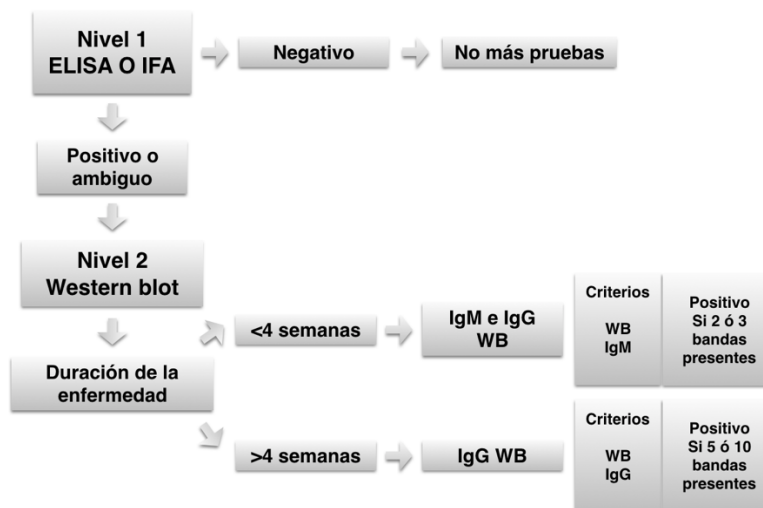 Nivel 1
ELISA O IFA
Negativo
No más pruebas
Positivo o
ambiguo
Nivel 2
Western blot
Duración de la
enfermedad
<4 semanas
IgM e IgG
WB
Criterios
WB
IgM
Positivo
Si 2 ó 3
bandas
presentes
>4 semanas
IgG WB
Criterios
WB
IgG
Positivo
Si 5 ó 10
bandas
presentes